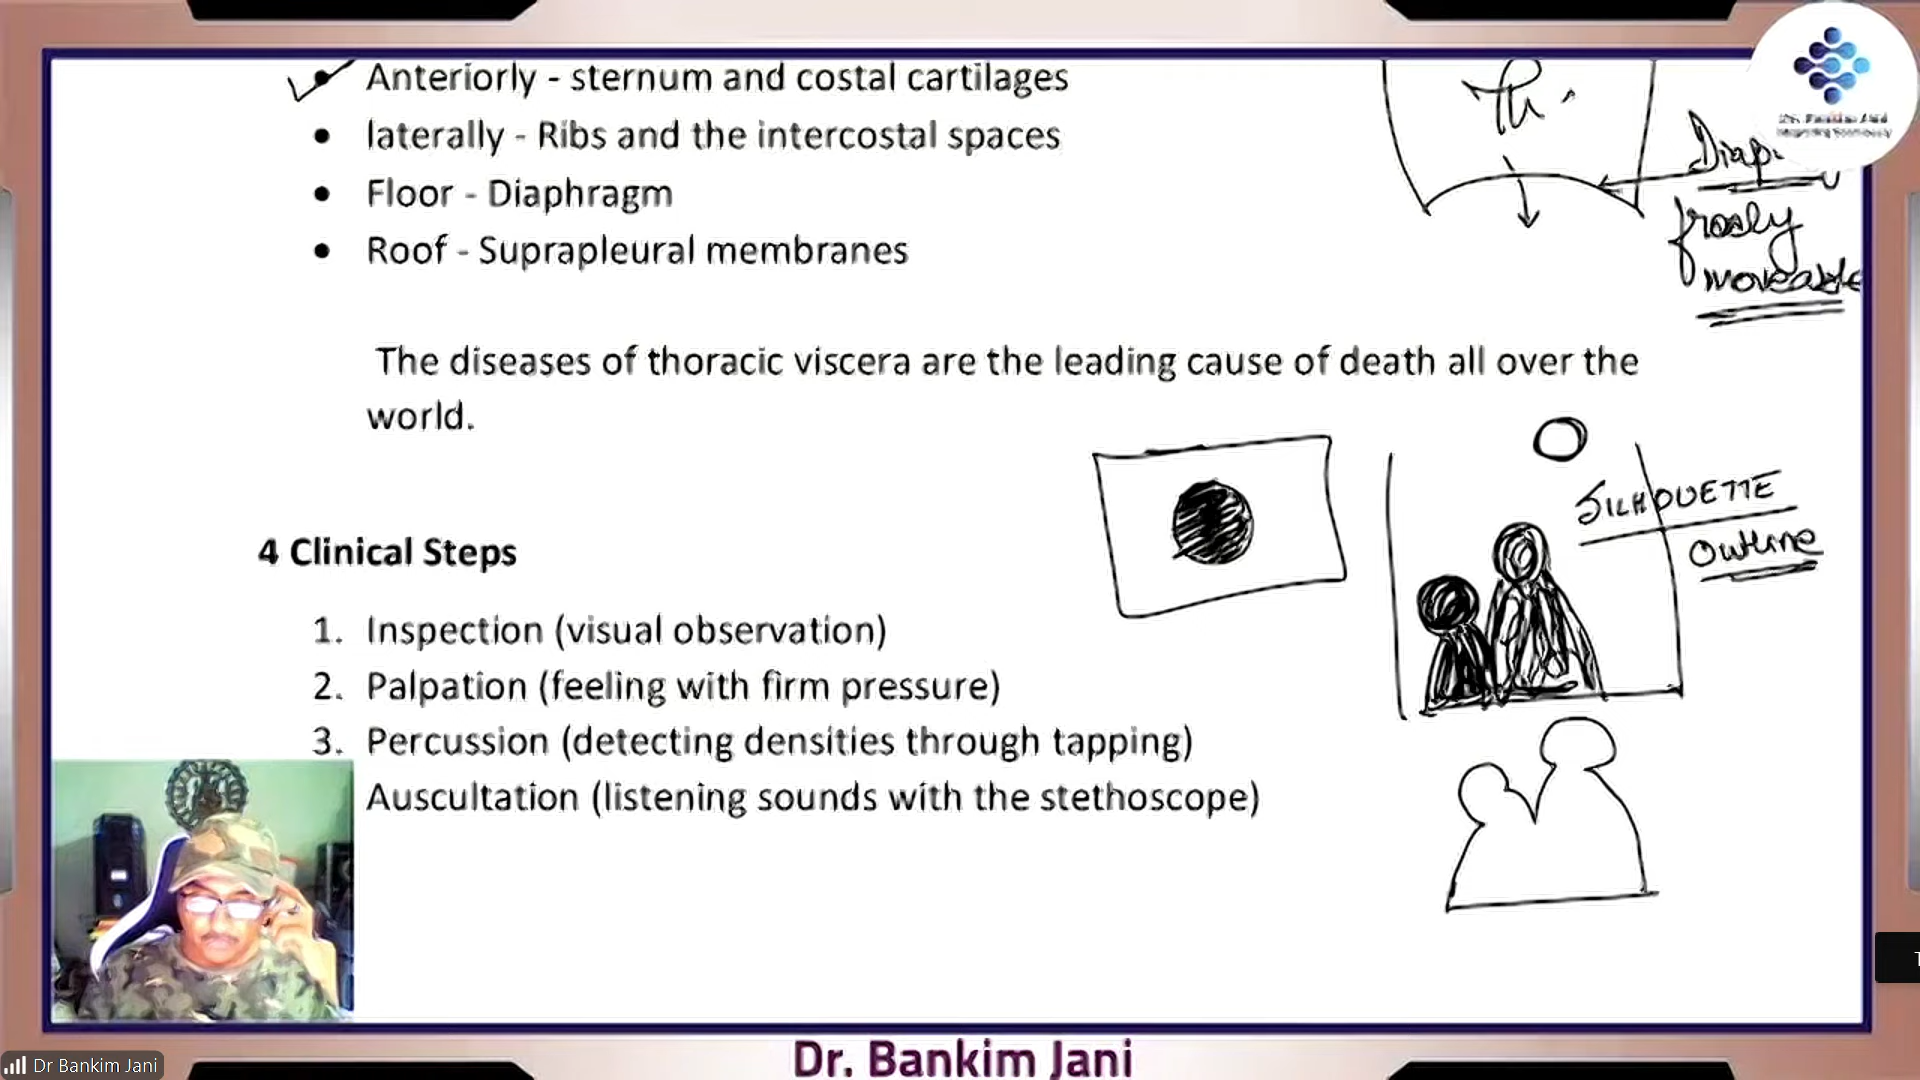 Anteriorly - sternum and costal cartilages
laterally - Ribs and the intercostal spaces
Floor - Diaphragm
Roof - Suprapleural membranes
Th.
freely
moveable
The diseases of thoracic viscera are the leading cause of death all over the
world.
SILHOUETTE
Outline
4 Clinical Steps
1. Inspection (visual observation)
2. Palpation (feeling with firm pressure)
3. Percussion (detecting densities through tapping)
Auscultation (listening sounds with the stethoscope)
Dr Bankim Jani
Dr. Bankim Jani